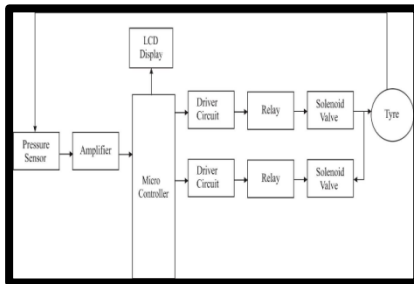 LCD
Display
Driver
Circuit
Relay
Solenoid
Valve
Tyre
Pressure
Sensor
Amplifier
Micro
Controller
Driver
Circuit
Relay
Solenoid
Valve